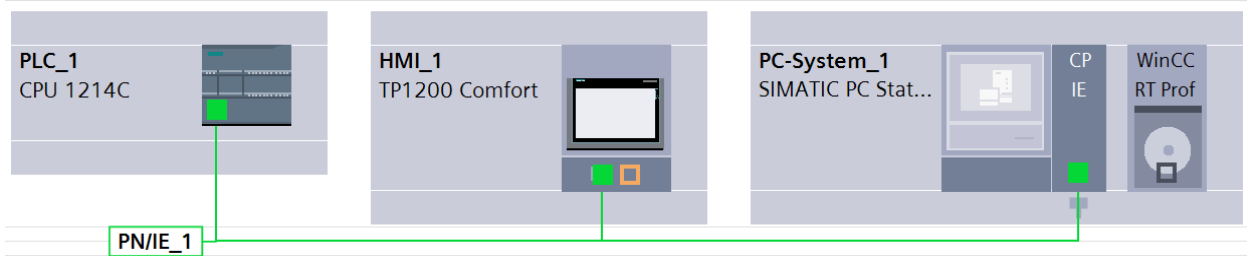 PLC_1
CPU 1214C
HMI_1
TP1200 Comfort
PC-System_1
SIMATIC PC Stat...
CP
IE
WinCC
RT Prof
PN/IE_1